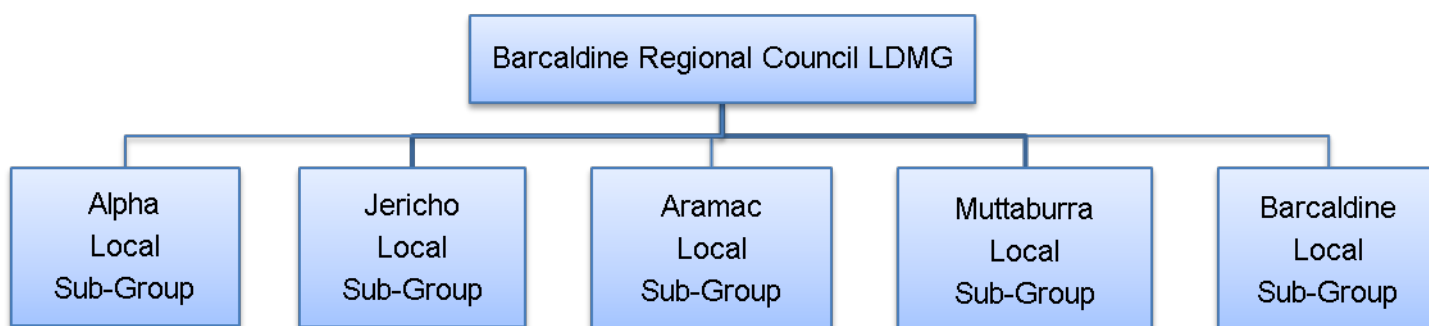 Barcaldine Regional Council LDMG
Alpha
Local
Sub-Group
Jericho
Local
Sub-Group
Aramac
Local
Sub-Group
Muttaburra
Local
Sub-Group
Barcaldine
Local
Sub-Group